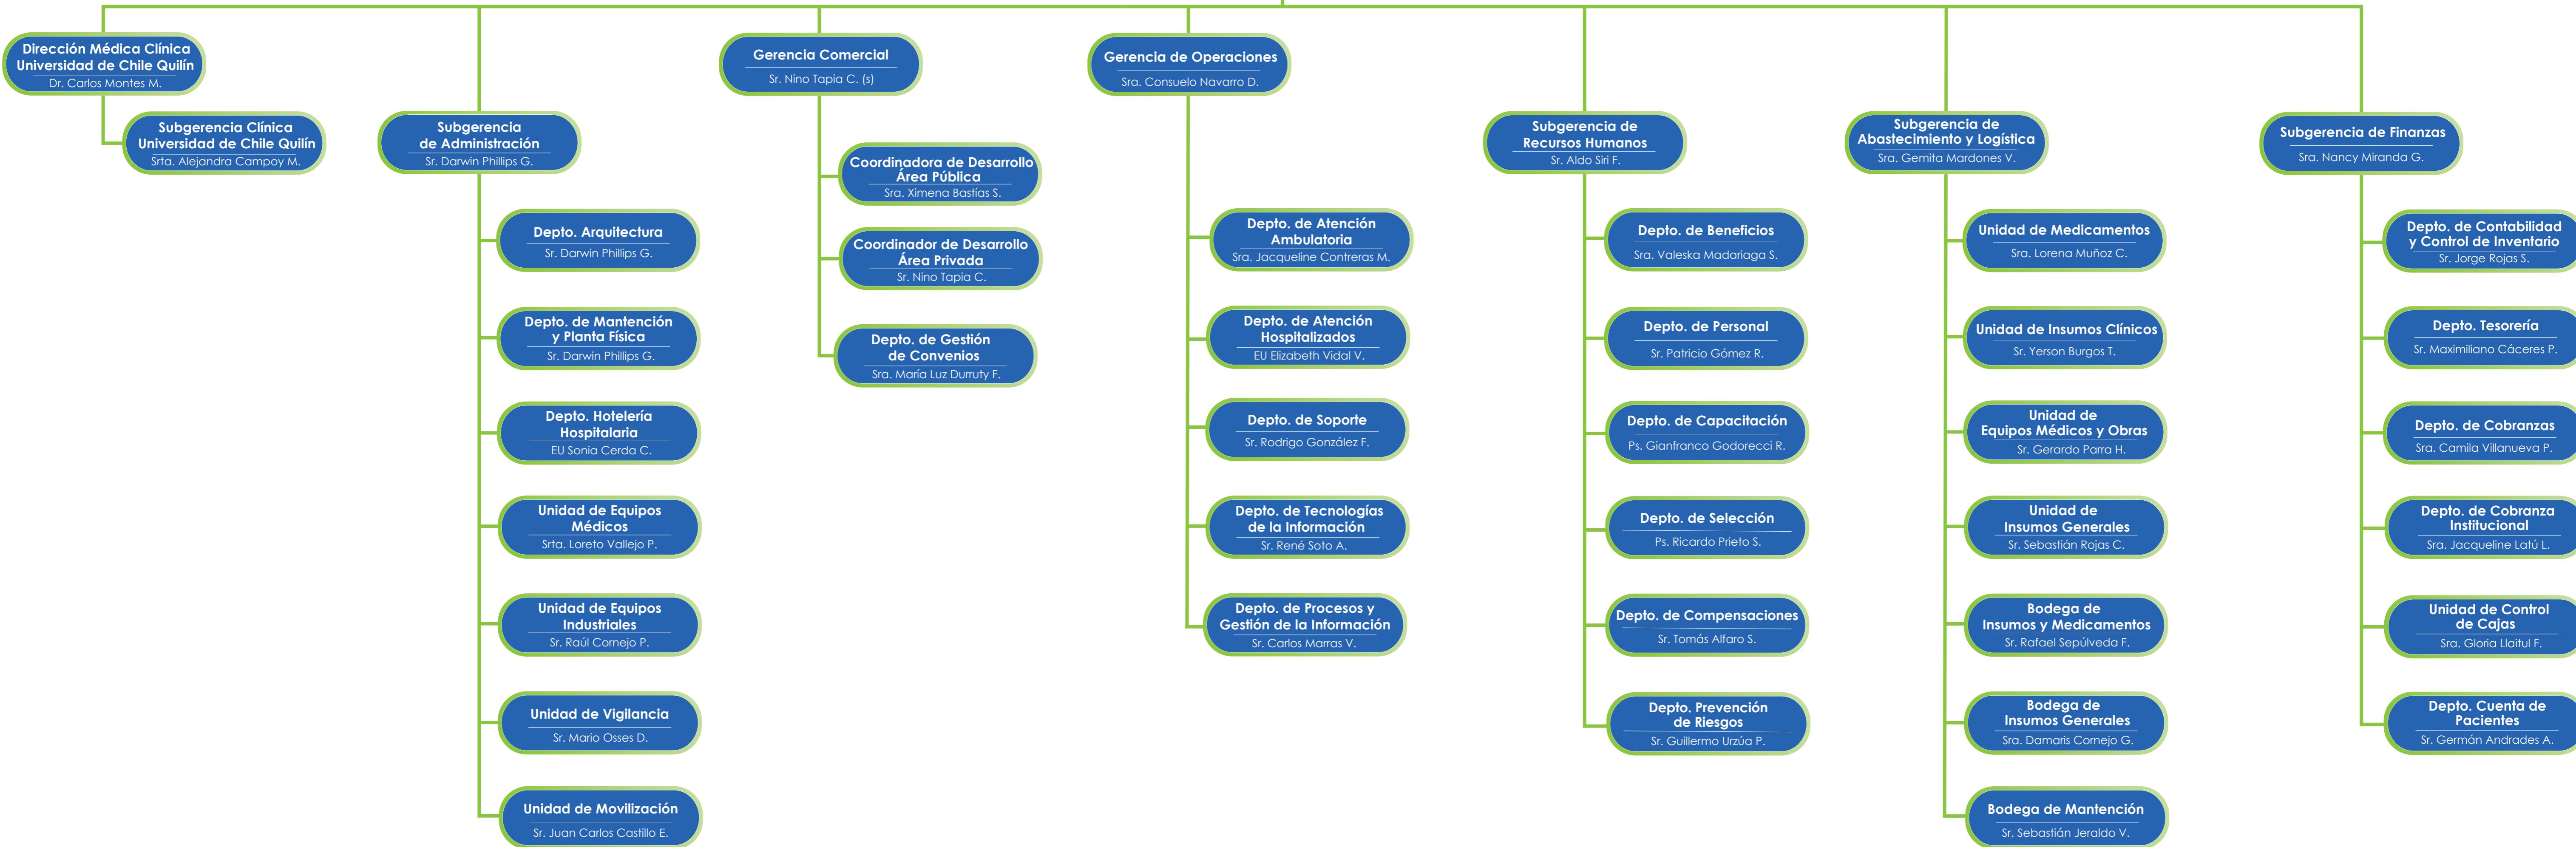 Dirección Médica Clínica
Universidad de Chile Quilín
Dr. Carlos Montes M.
Subgerencia Clínica
Universidad de Chile Quilín
Srta. Alejandra Campoy M.
Subgerencia
de Administración
Sr. Darwin Phillips G.
Depto. Arquitectura
Sr. Darwin Phillips G.
Depto. de Mantención
y Planta Física
Sr. Darwin Phillips G.
Depto. Hotelería
Hospitalaria
EU Sonia Cerda C.
Unidad de Equipos
Médicos
Srta. Loreto Vallejo P.
Unidad de Equipos
Industriales
Sr. Raúl Cornejo P.
Unidad de Vigilancia
Sr. Mario Osses D.
Unidad de Movilización
Sr. Juan Carlos Castillo E.
Gerencia Comercial
Sr. Nino Tapia C. (s)
Coordinadora de Desarrollo
Área Pública
Sra. Ximena Bastías S.
Coordinador de Desarrollo
Área Privada
Sr. Nino Tapia C.
Depto. de Gestión
de Convenios
Sra. María Luz Durruty F.
Gerencia de Operaciones
Sra. Consuelo Navarro D.
Depto. de Atención
Ambulatoria
Sra. Jacqueline Contreras M.
Depto. de Atención
Hospitalizados
EU Elizabeth Vidal V.
Depto. de Soporte
Sr. Rodrigo González F.
Depto. de Tecnologías
de la Información
Sr. René Soto A.
Depto. de Procesos y
Gestión de la Información
Sr. Carlos Marras V.
Subgerencia de
Recursos Humanos
Sr. Aldo Siri F.
Depto. de Beneficios
Sra. Valeska Madariaga S.
Depto. de Personal
Sr. Patricio Gómez R.
Depto. de Capacitación
Ps. Gianfranco Godorecci R.
Depto. de Selección
Ps. Ricardo Prieto S.
Depto. de Compensaciones
Sr. Tomás Alfaro S.
Depto. Prevención
de Riesgos
Sr. Guillermo Urzúa P.
Subgerencia de
Abastecimiento y Logística
Sra. Gemita Mardones V.
Unidad de Medicamentos
Sra. Lorena Muñoz C.
Unidad de Insumos Clínicos
Sr. Yerson Burgos T.
Unidad de
Equipos Médicos y Obras
Sr. Gerardo Parra H.
Unidad de
Insumos Generales
Sr. Sebastián Rojas C.
Bodega de
Insumos y Medicamentos
Sr. Rafael Sepúlveda F.
Bodega de
Insumos Generales
Sra. Damaris Cornejo G.
Bodega de Mantención
Sr. Sebastián Jeraldo V.
Subgerencia de Finanzas
Sra. Nancy Miranda G.
Depto. de Contabilidad
y Control de Inventario
Sr. Jorge Rojas S.
Depto. Tesorería
Sr. Maximiliano Cáceres P.
Depto. de Cobranzas
Sra. Camila Villanueva P.
Depto. de Cobranza
Institucional
Sra. Jacqueline Latú L.
Unidad de Control
de Cajas
Sra. Gloria Llaitul F.
Depto. Cuenta de
Pacientes
Sr. Germán Andrades A.